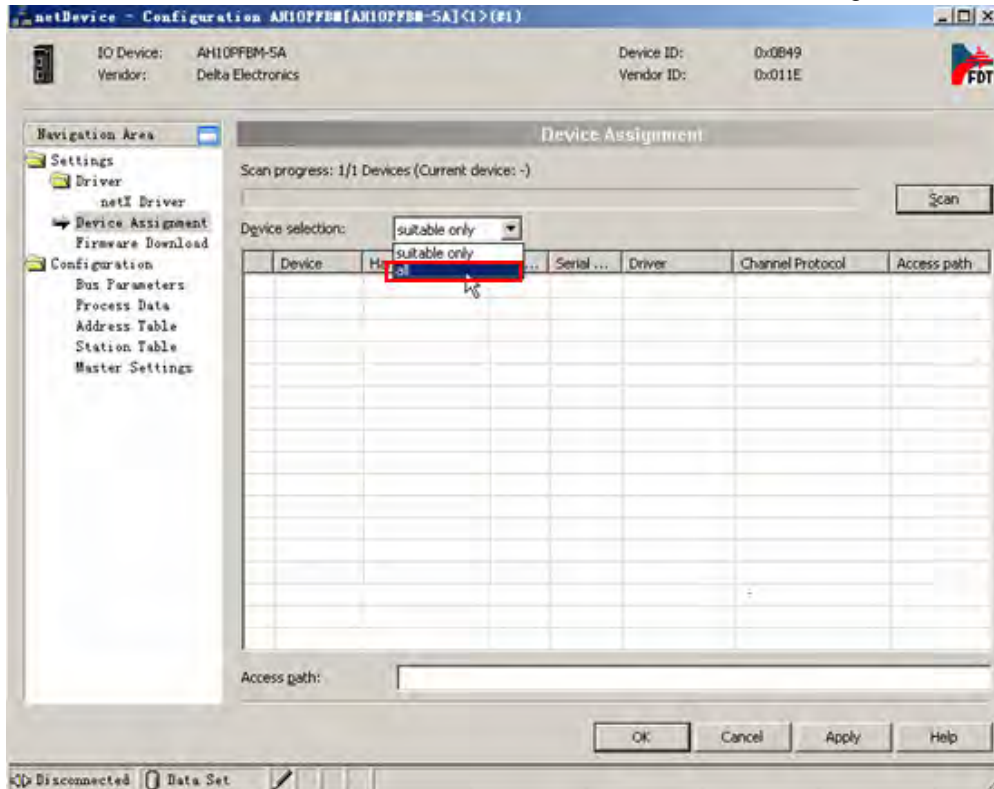 netDevice - Configuration AH10PFBM[AH10PFBM-5A]<1>(#1)
IO Device: AH10PFBM-5A Device ID: 0x0B49
Vendor: Delta Electronics Vendor ID: 0x011E
FDT
Navigation Area
Device Assignment
Settings
Driver
netX Driver
Device Assignment
Firmware Download
Configuration
Bus Parameters
Process Data
Address Table
Station Table
Master Settings
Scan progress: 1/1 Devices (Current device: -)
Scan
Device selection: suitable only
suitable only
all
Device Ha ... Serial ... Driver Channel Protocol Access path
Access path:
OK Cancel Apply Help
Disconnected Data Set